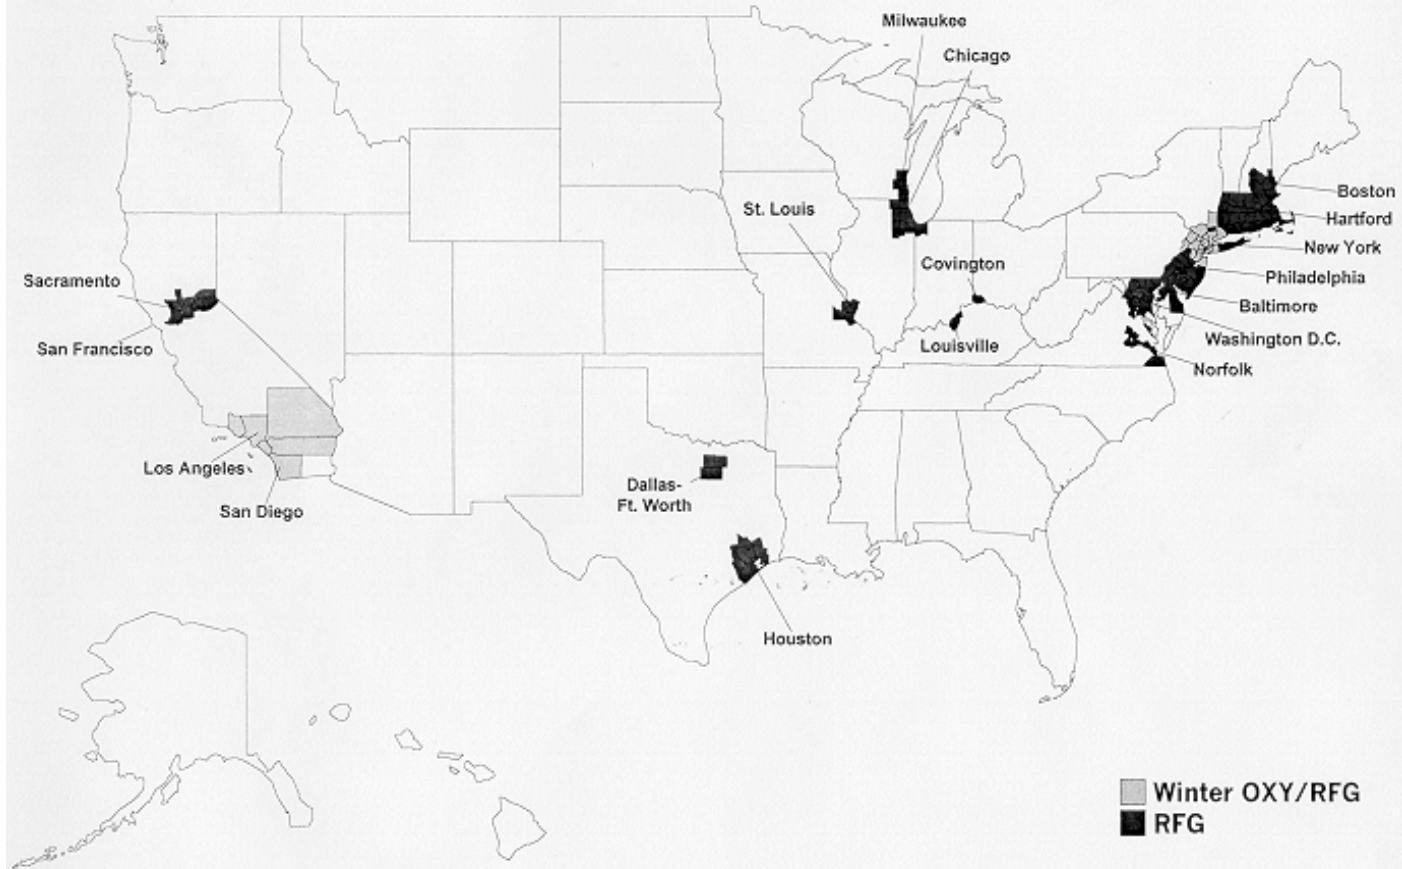 Milwaukee
Chicago
Boston
St. Louis
Hartford
New York
Covington
Philadelphia
Sacramento
Baltimore
Washington D.C.
San Francisco
Louisville
Norfolk
Los Angeles
Dallas-
Ft. Worth
San Diego
Houston
Winter OXY/RFG
RFG